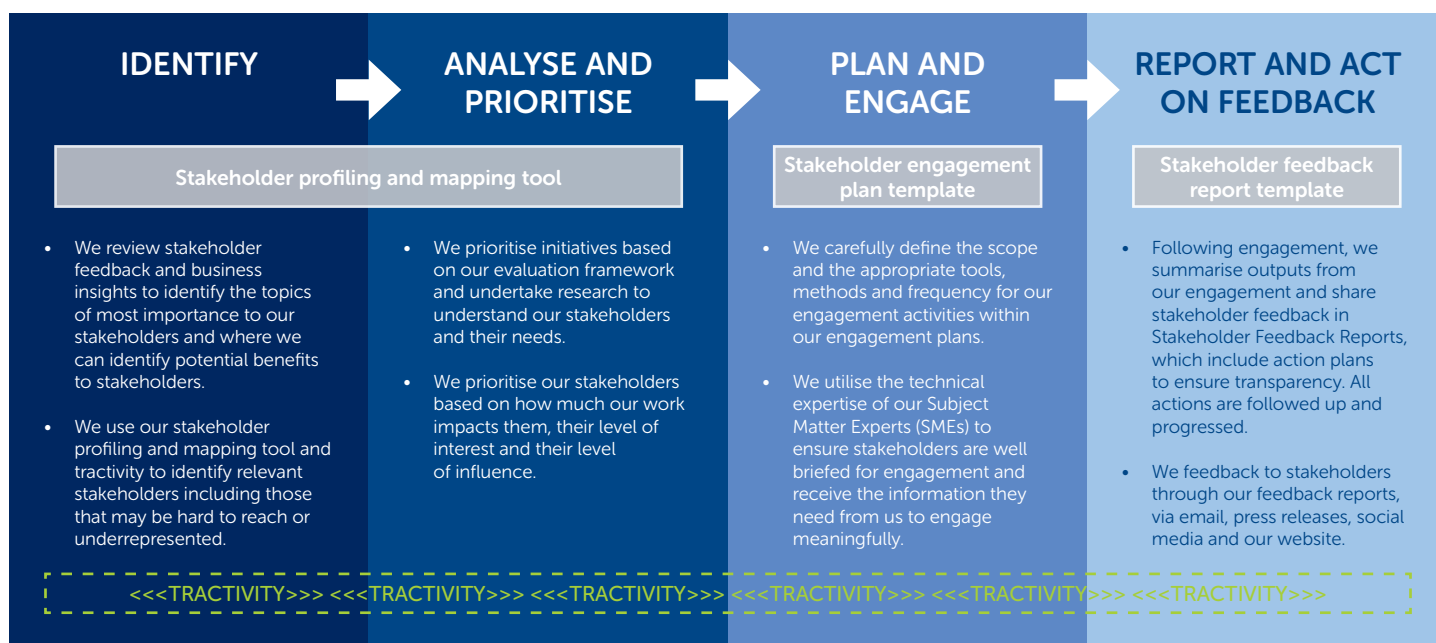 IDENTIFY
Stakeholder profiling and mapping tool
• We review stakeholder
feedback and business
insights to identify the topics
of most importance to our
stakeholders and where we
can identify potential benefits
to stakeholders.
• We use our stakeholder
profiling and mapping tool and
tractivity to identify relevant
stakeholders including those
that may be hard to reach or
underrepresented.
ANALYSE AND
PRIORITISE
• We prioritise initiatives based
on our evaluation framework
and undertake research to
understand our stakeholders
and their needs.
• We prioritise our stakeholders
based on how much our work
impacts them, their level of
interest and their level
of influence.
PLAN AND
ENGAGE
Stakeholder engagement
plan template
• We carefully define the scope
and the appropriate tools,
methods and frequency for our
engagement activities within
our engagement plans.
• We utilise the technical
expertise of our Subject
Matter Experts (SMEs) to
ensure stakeholders are well
briefed for engagement and
receive the information they
need from us to engage
meaningfully.
REPORT AND ACT
ON FEEDBACK
Stakeholder feedback
report template
• Following engagement, we
summarise outputs from
our engagement and share
stakeholder feedback in
Stakeholder Feedback Reports,
which include action plans
to ensure transparency. All
actions are followed up and
progressed.
• We feedback to stakeholders
through our feedback reports,
via email, press releases, social
media and our website.
<<<TRACTIVITY>>> <<<TRACTIVITY>>> <<<TRACTIVITY>>> <<<TRACTIVITY>>> <<<TRACTIVITY>>> <<<TRACTIVITY>>>